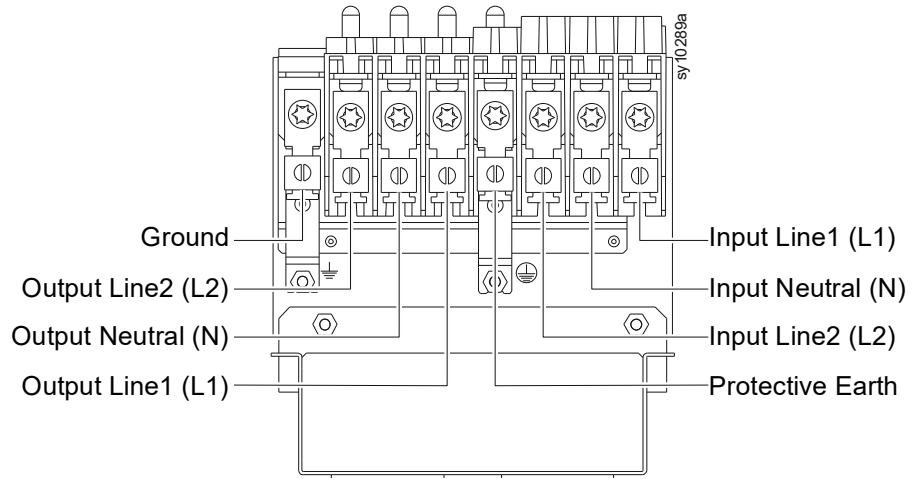 sy10289a
Ground
Output Line2 (L2)
Output Neutral (N)
Output Line1 (L1)
Input Line1 (L1)
Input Neutral (N)
Input Line2 (L2)
Protective Earth